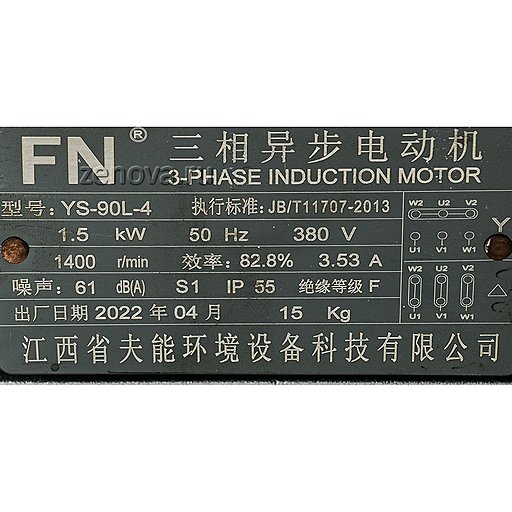 FN® 三相异步电动机
zenova.ru
3-PHASE INDUCTION MOTOR
型号: YS-90L-4 执行标准: JB/T11707-2013
1.5 kW 50 Hz 380 V
1400 r/min 效率: 82.8% 3.53 A
噪声: 61 dB(A) S1 IP 55 绝缘等级 F
出厂日期 2022 年 04 月 15 Kg
江西省夫能环境设备科技有限公司
W2 U2 V2
Y
U1 V1 W1
W2 U2 V2
△
U1 V1 W1